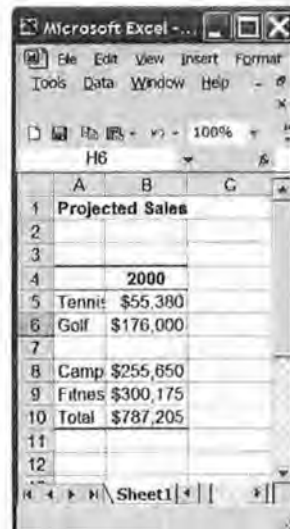 Microsoft Excel -...
File Edit View Insert Format
Tools Data Window Help
100%
H6
A B C
1 Projected Sales
2
3
4 2000
5 Tennis $55,380
6 Golf $176,000
7
8 Camp $255,650
9 Fitnes $300,175
10 Total $787,205
11
12
Sheet1